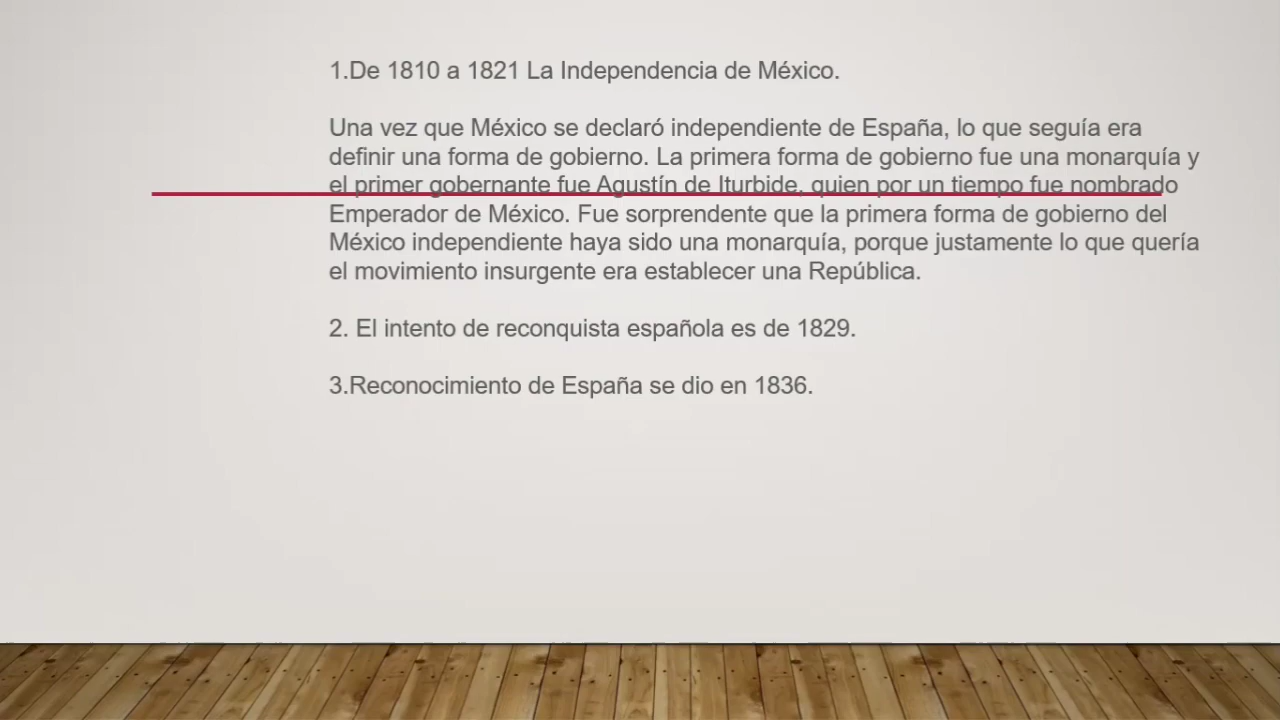 1.De 1810 a 1821 La Independencia de México.
Una vez que México se declaró independiente de España, lo que seguía era
definir una forma de gobierno. La primera forma de gobierno fue una monarquía y
el primer gobernante fue Agustín de Iturbide, quien por un tiempo fue nombrado
Emperador de México. Fue sorprendente que la primera forma de gobierno del
México independiente haya sido una monarquía, porque justamente lo que quería
el movimiento insurgente era establecer una República.
2. El intento de reconquista española es de 1829.
3.Reconocimiento de España se dio en 1836.